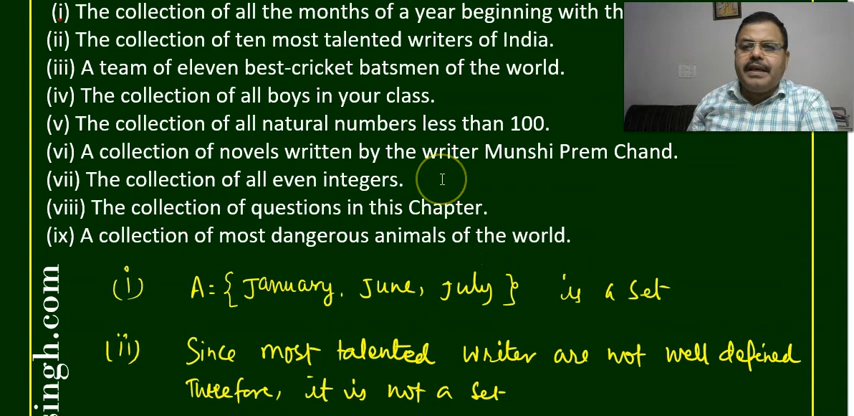 (i) The collection of all the months of a year beginning with th
(ii) The collection of ten most talented writers of India.
(iii) A team of eleven best-cricket batsmen of the world.
(iv) The collection of all boys in your class.
(v) The collection of all natural numbers less than 100.
(vi) A collection of novels written by the writer Munshi Prem Chand.
(vii) The collection of all even integers.
(viii) The collection of questions in this Chapter.
(ix) A collection of most dangerous animals of the world.
(i) A = { January, June, July } is a set
(ii) Since most talented writer are not well defined
Therefore, it is not a set
singh.com